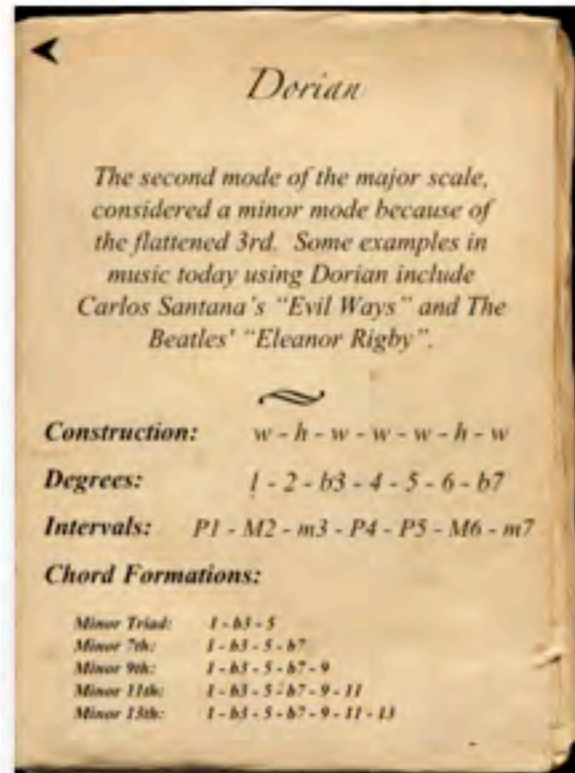 Dorian
The second mode of the major scale,
considered a minor mode because of
the flattened 3rd. Some examples in
music today using Dorian include
Carlos Santana's "Evil Ways" and The
Beatles' "Eleanor Rigby".
Construction: w - h - w - w - w - h - w
Degrees: 1 - 2 - b3 - 4 - 5 - 6 - b7
Intervals: P1 - M2 - m3 - P4 - P5 - M6 - m7
Chord Formations:
Minor Triad: 1 - b3 - 5
Minor 7th: 1 - b3 - 5 - b7
Minor 9th: 1 - b3 - 5 - b7 - 9
Minor 11th: 1 - b3 - 5 - b7 - 9 - 11
Minor 13th: 1 - b3 - 5 - b7 - 9 - 11 - 13